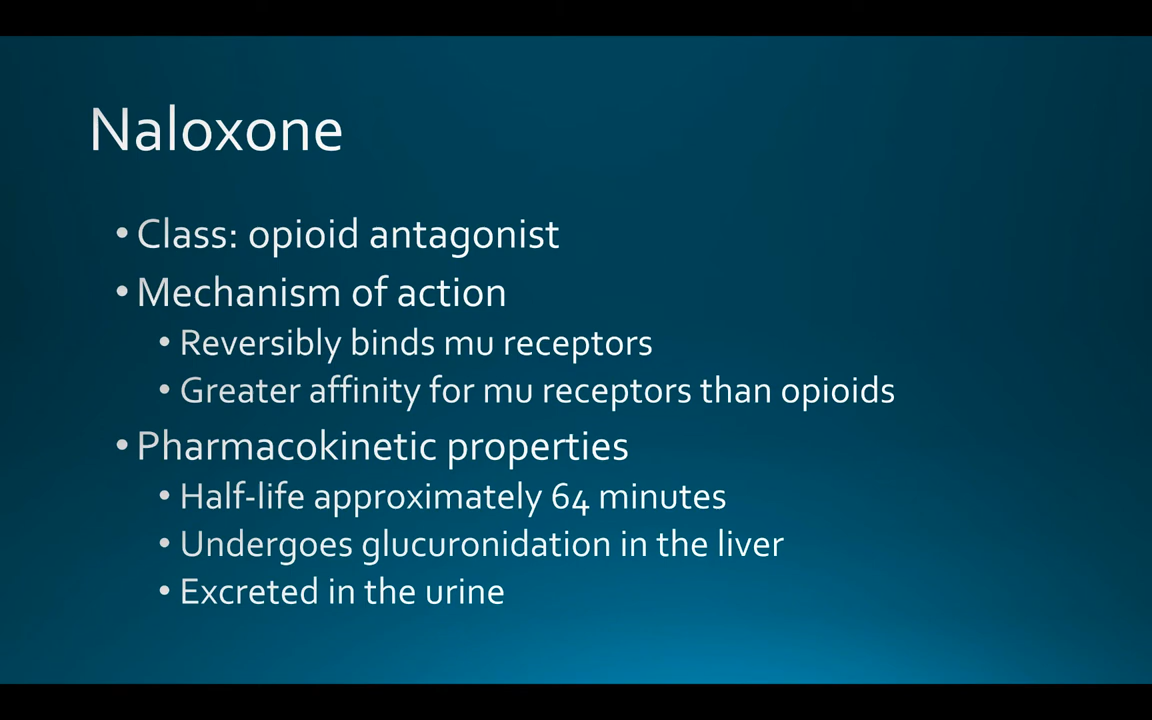 Naloxone
• Class: opioid antagonist
• Mechanism of action
• Reversibly binds mu receptors
• Greater affinity for mu receptors than opioids
• Pharmacokinetic properties
• Half-life approximately 64 minutes
• Undergoes glucuronidation in the liver
• Excreted in the urine